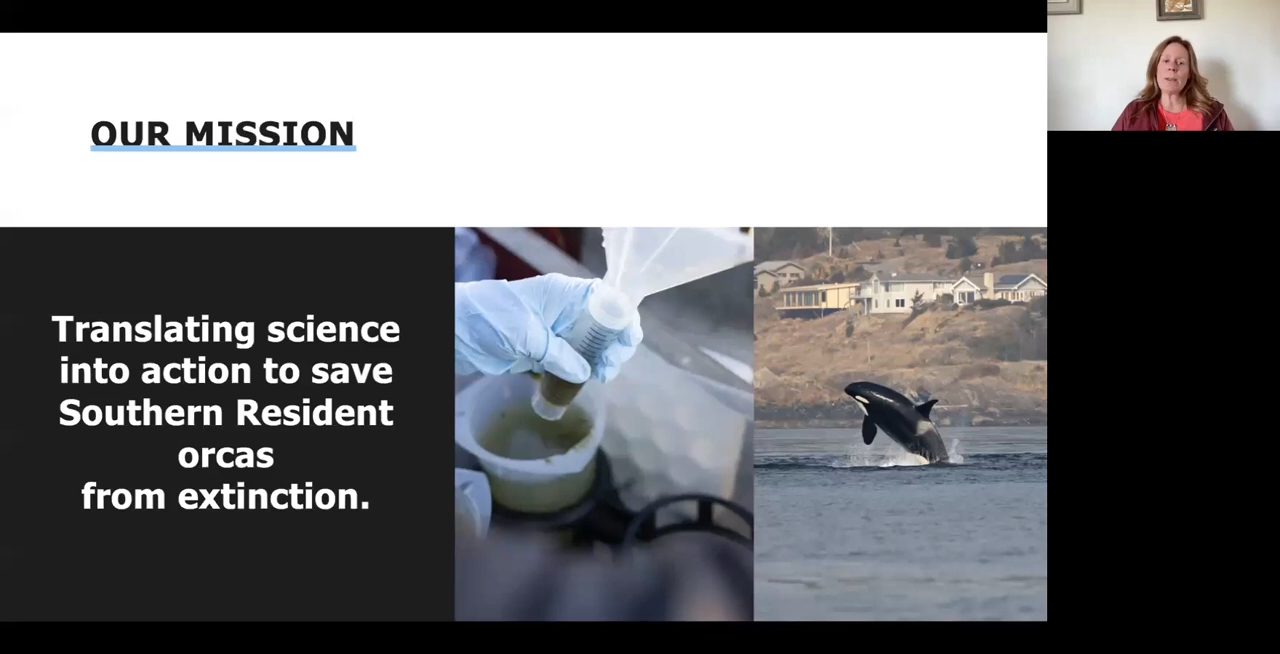 OUR MISSION
Translating science
into action to save
Southern Resident
orcas
from extinction.